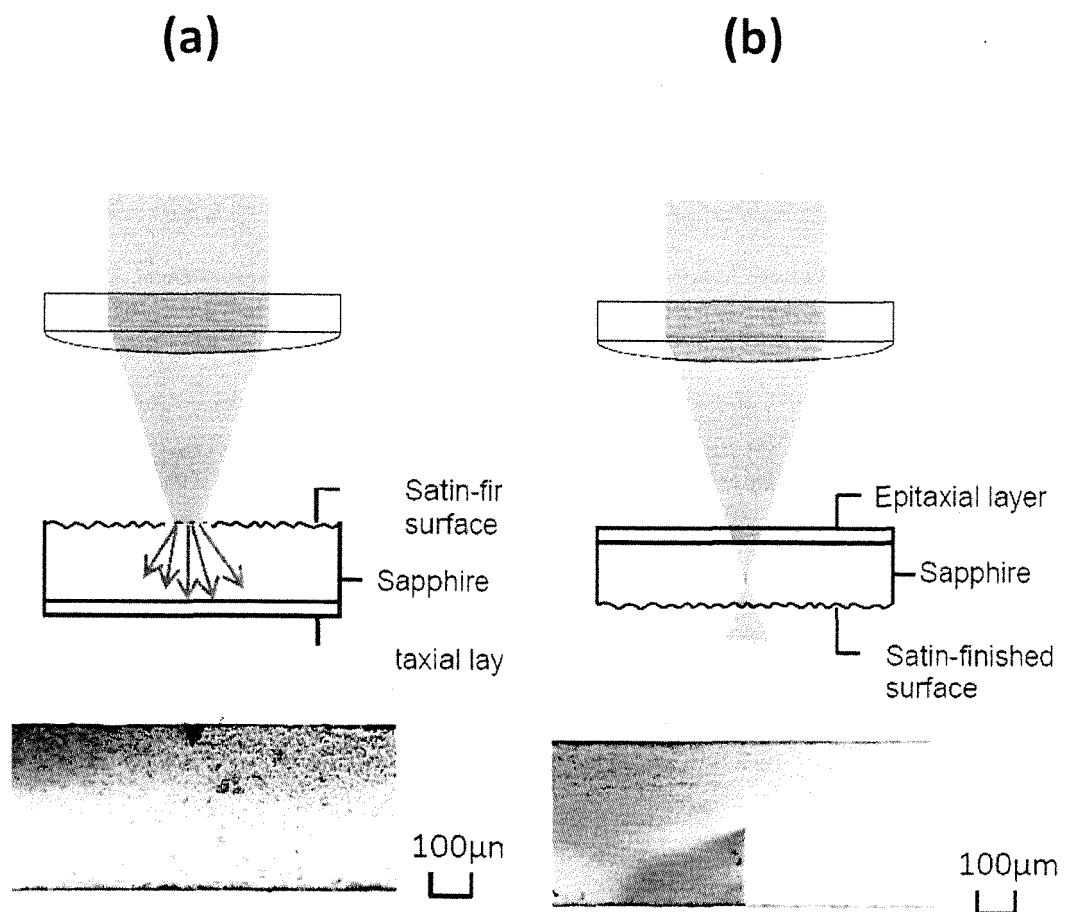 (a)
(b)
Satin-fir
surface
Sapphire
taxial lay
100µn
Epitaxial layer
Sapphire
Satin-finished
surface
100µm